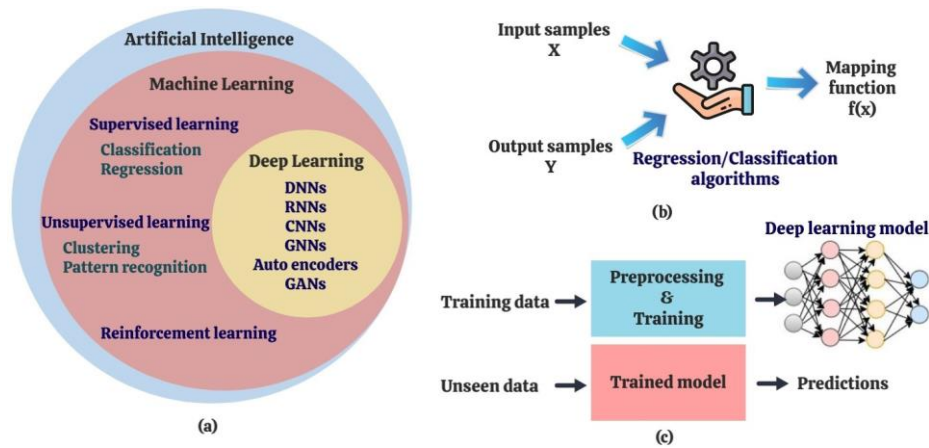 Artificial Intelligence
Machine Learning
Supervised learning
Classification
Regression
Deep Learning
DNNs
RNNs
CNNs
GNNs
Auto encoders
GANs
Unsupervised learning
Clustering
Pattern recognition
Reinforcement learning
(a)
Input samples
X
Output samples
Y
Mapping
function
f(x)
Regression/Classification
algorithms
(b)
Deep learning model
Training data
Preprocessing
&
Training
Unseen data
Trained model
Predictions
(c)